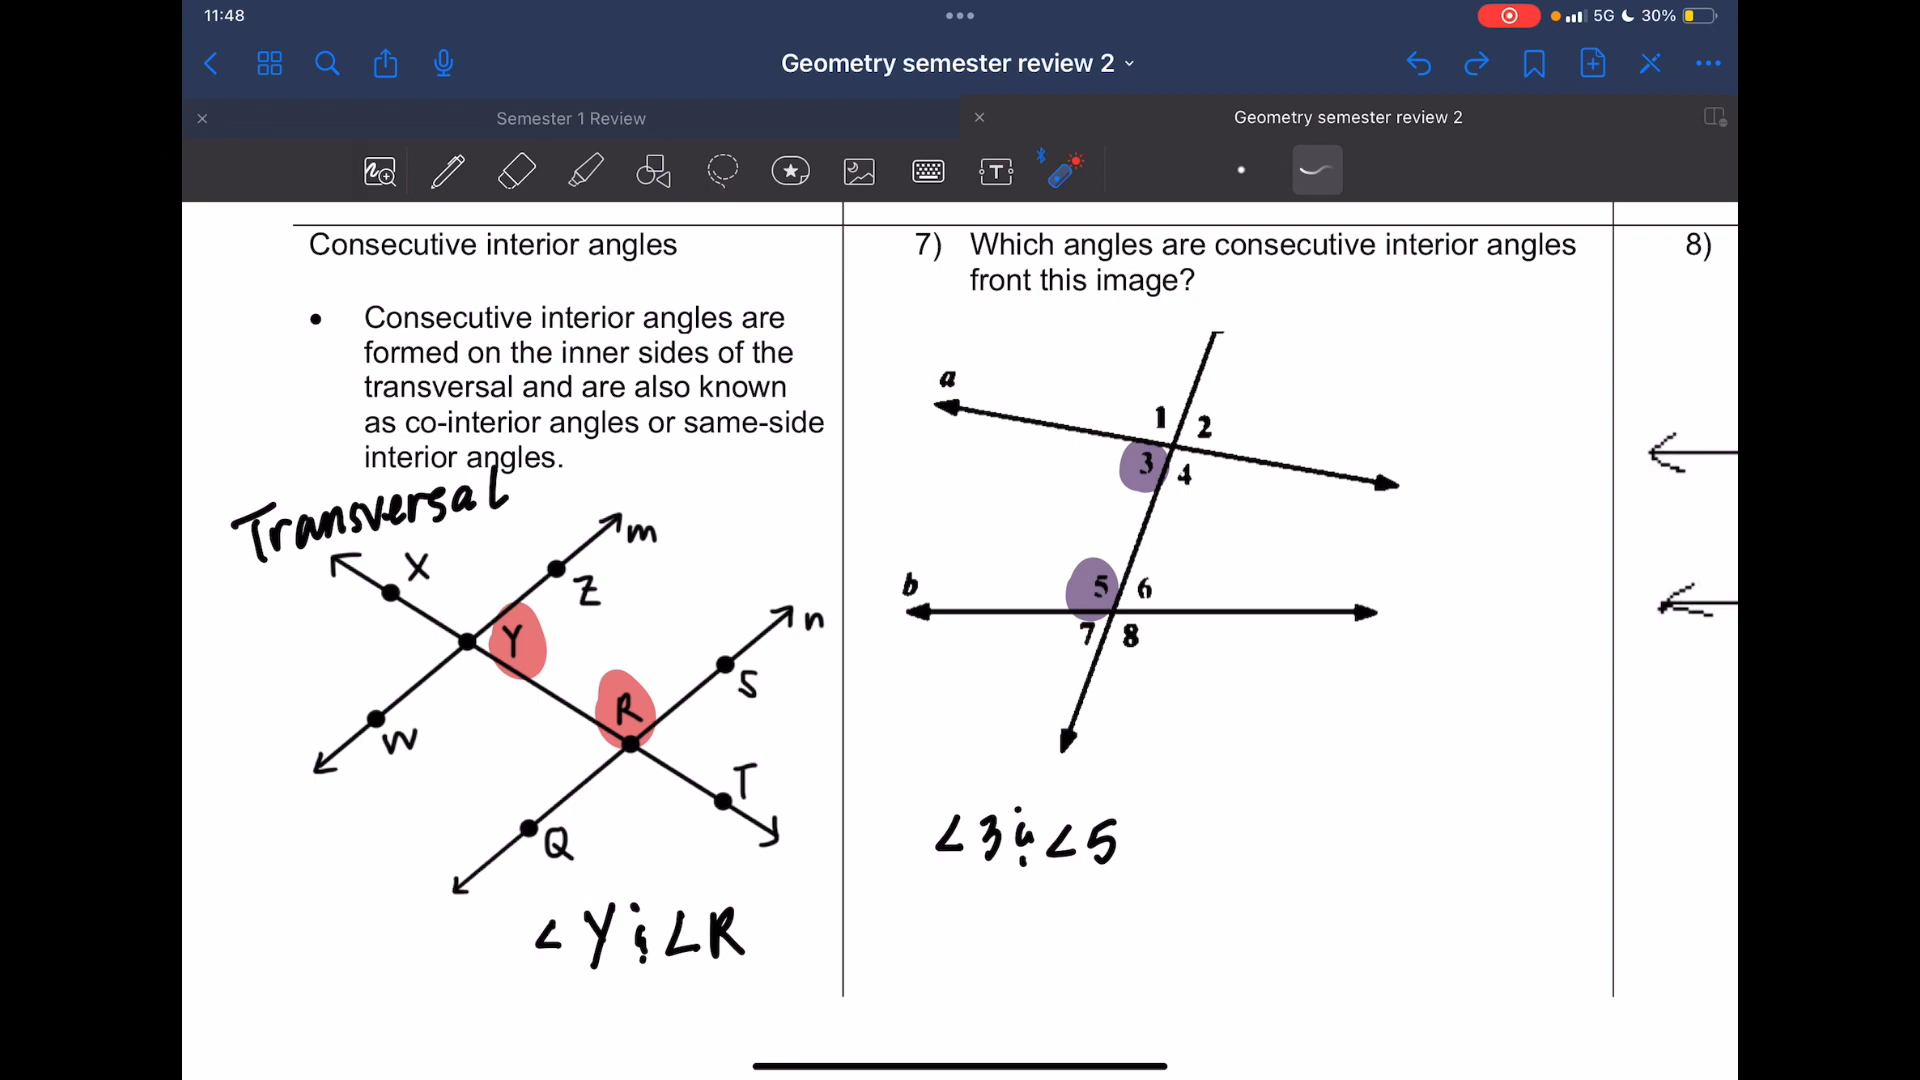 11:48
5G 30%
Geometry semester review 2
Semester 1 Review
Geometry semester review 2
Consecutive interior angles
• Consecutive interior angles are
formed on the inner sides of the
transversal and are also known
as co-interior angles or same-side
interior angles.
Transversal
X
m
Z
Y
n
S
R
W
T
Q
∠Y & ∠R
7) Which angles are consecutive interior angles
front this image?
a
1 2
3 4
b
5 6
7 8
∠3 & ∠5
8)